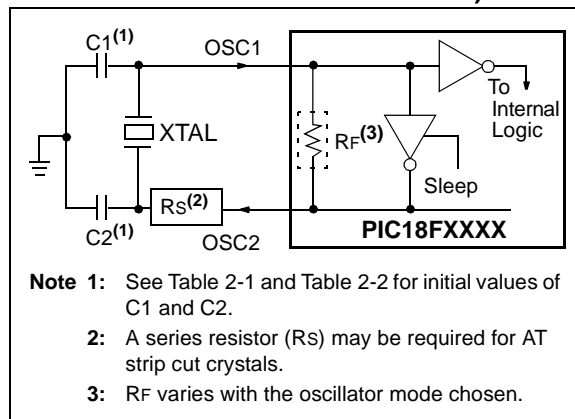 C1(1)
OSC1
To
Internal
Logic
XTAL
RF(3)
Sleep
RS(2)
C2(1)
OSC2
PIC18FXXXX
Note 1: See Table 2-1 and Table 2-2 for initial values of
C1 and C2.
2: A series resistor (RS) may be required for AT
strip cut crystals.
3: RF varies with the oscillator mode chosen.